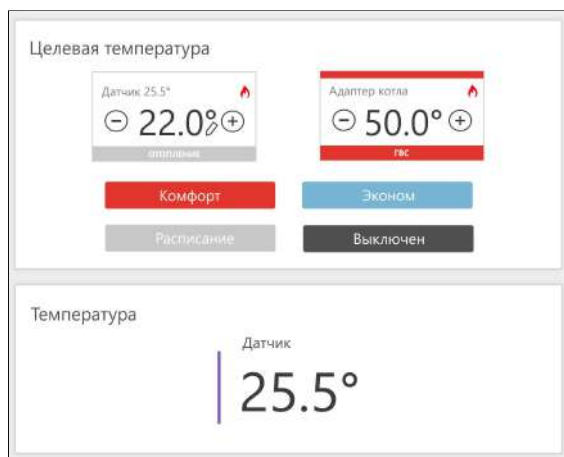 Целевая температура
Датчик 25.5°
22.0°
отопление
Адаптер котла
50.0°
ГВС
Комфорт
Эконом
Расписание
Выключен
Температура
Датчик
25.5°